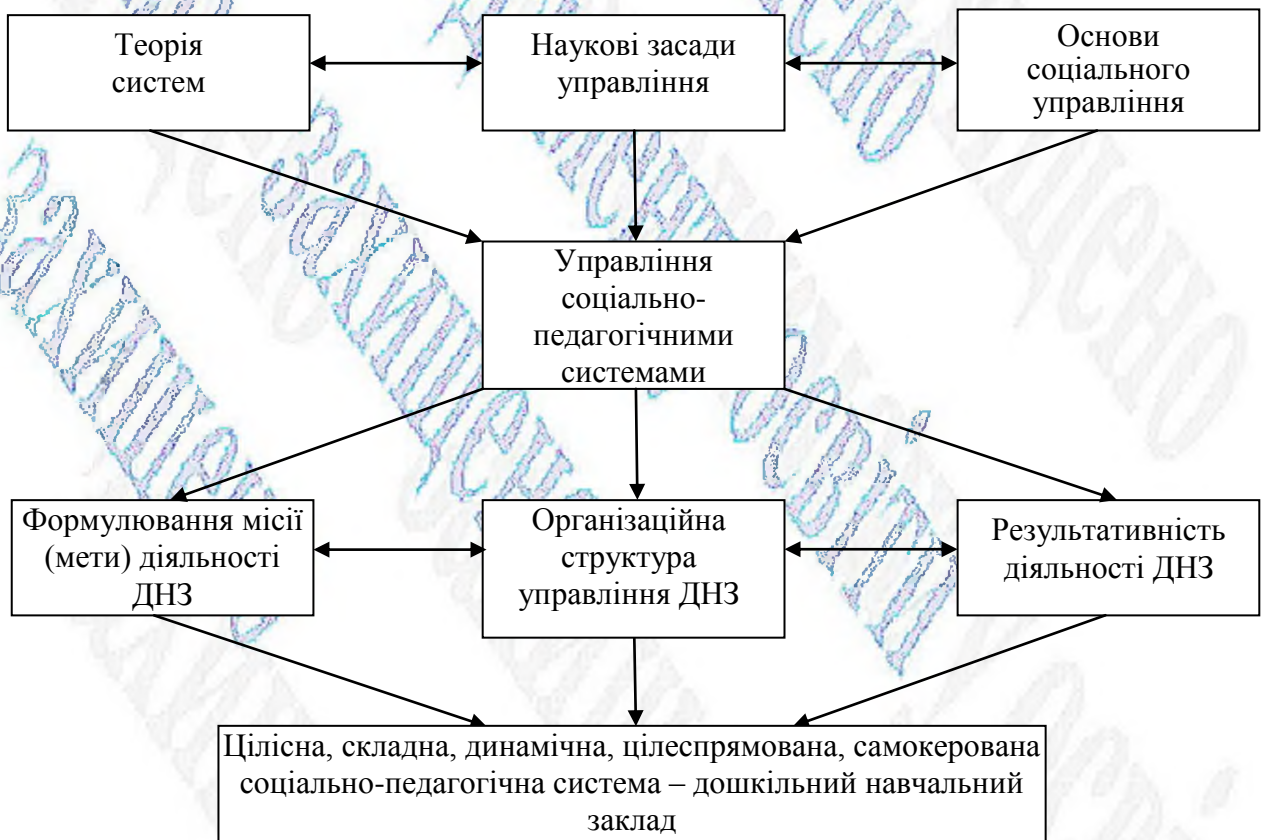 Теорія
систем
Наукові засади
управління
Основи
соціального
управління
Управління
соціально-
педагогічними
системами
Формулювання місії
(мети) діяльності
ДНЗ
Організаційна
структура
управління ДНЗ
Результативність
діяльності ДНЗ
Цілісна, складна, динамічна, цілеспрямована, самокерована
соціально-педагогічна система – дошкільний навчальний
заклад